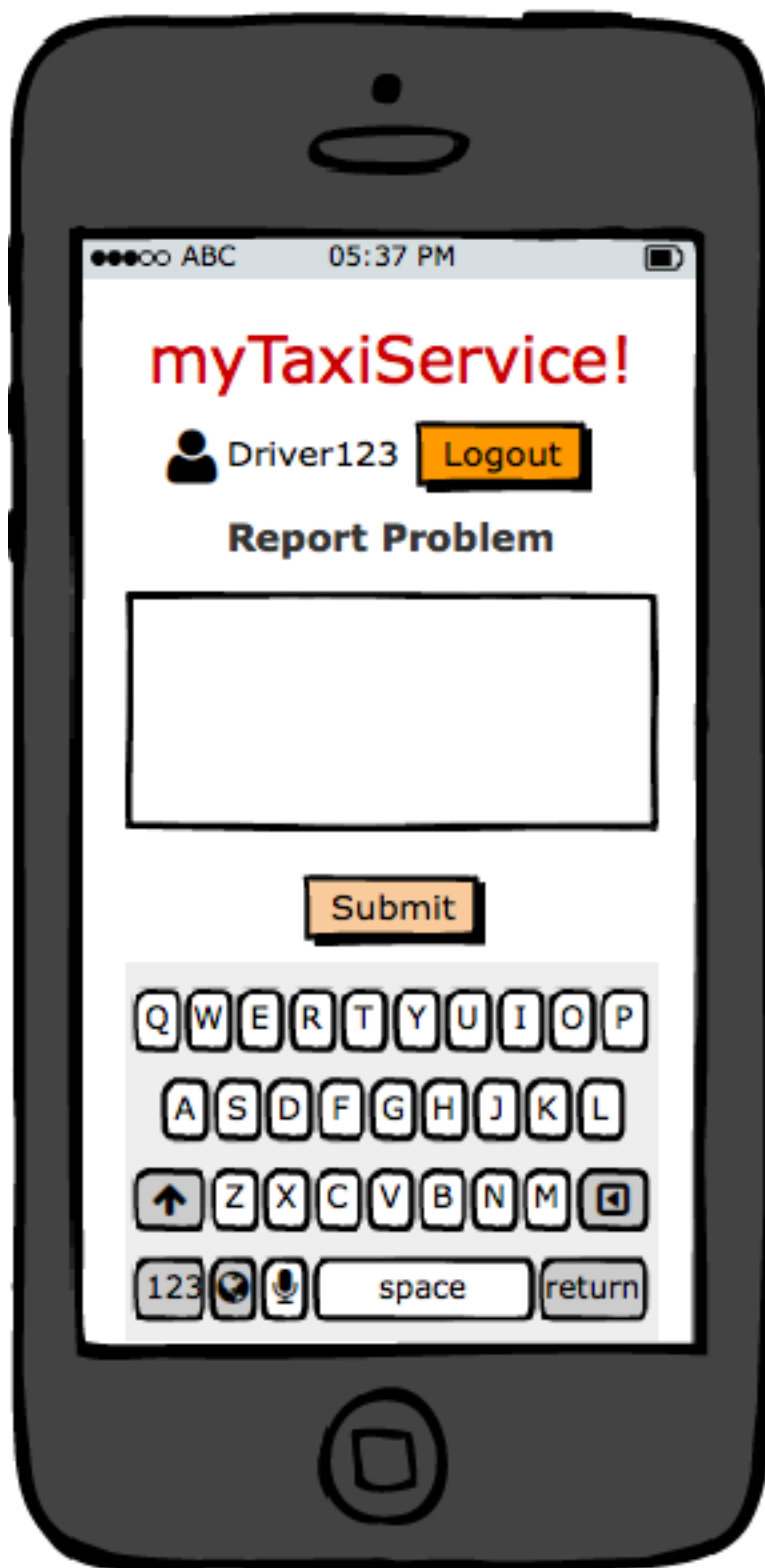 ABC 05:37 PM
myTaxiService!
Driver123 Logout
Report Problem
Submit
Q W E R T Y U I O P
A S D F G H J K L
Z X C V B N M
123 space return